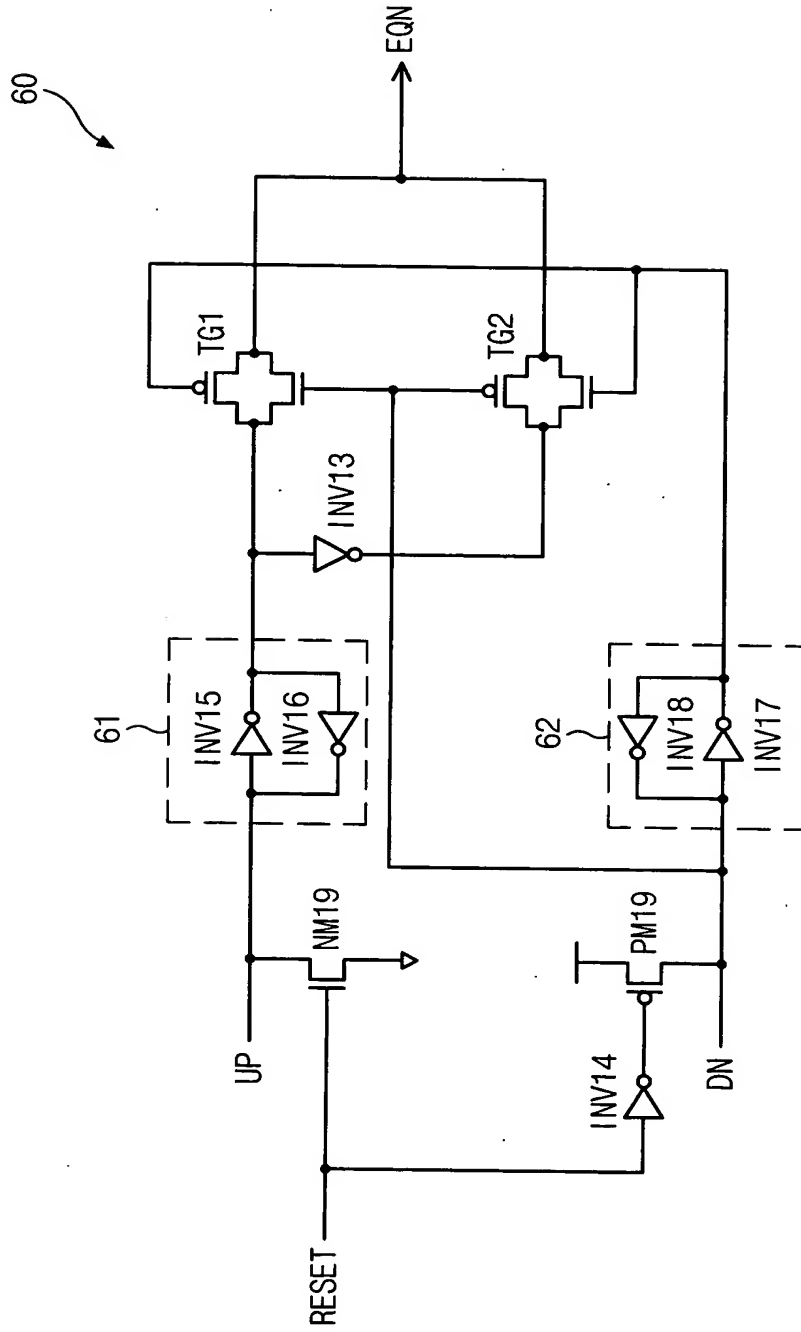 60
EQN
TG1
TG2
INV13
61
INV15
INV16
62
INV18
INV17
UP
NM19
PM19
INV14
DN
RESET